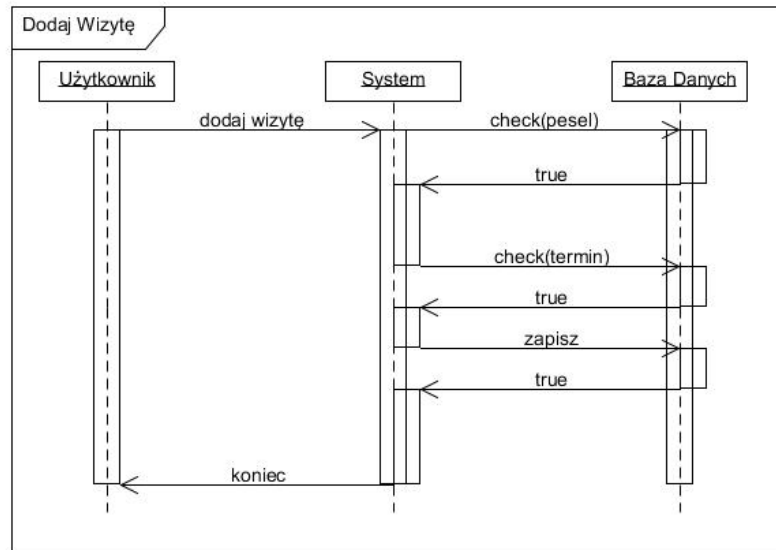 Dodaj Wizytę
Użytkownik
System
Baza Danych
dodaj wizytę
check(pesel)
true
check(termin)
true
zapisz
true
koniec